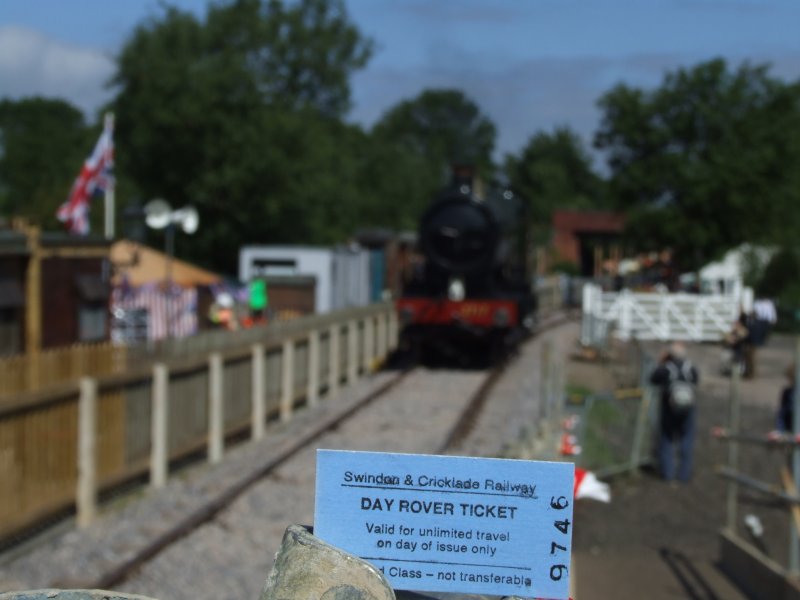 Swindon & Cricklade Railway
DAY ROVER TICKET
Valid for unlimited travel
on day of issue only
d Class – not transferable
9746